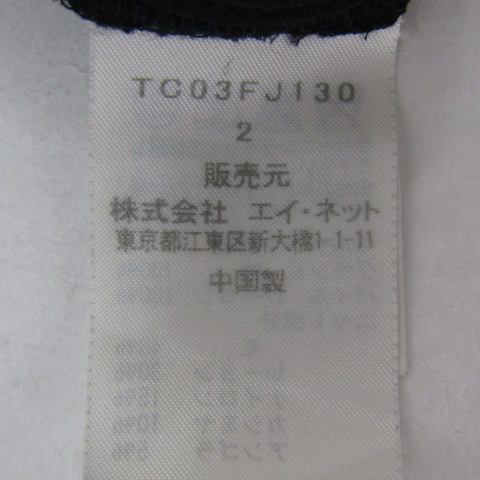 TC03FJ130
2
販売元
株式会社 エイ・ネット
東京都江東区新大橋1-1-11
中国製